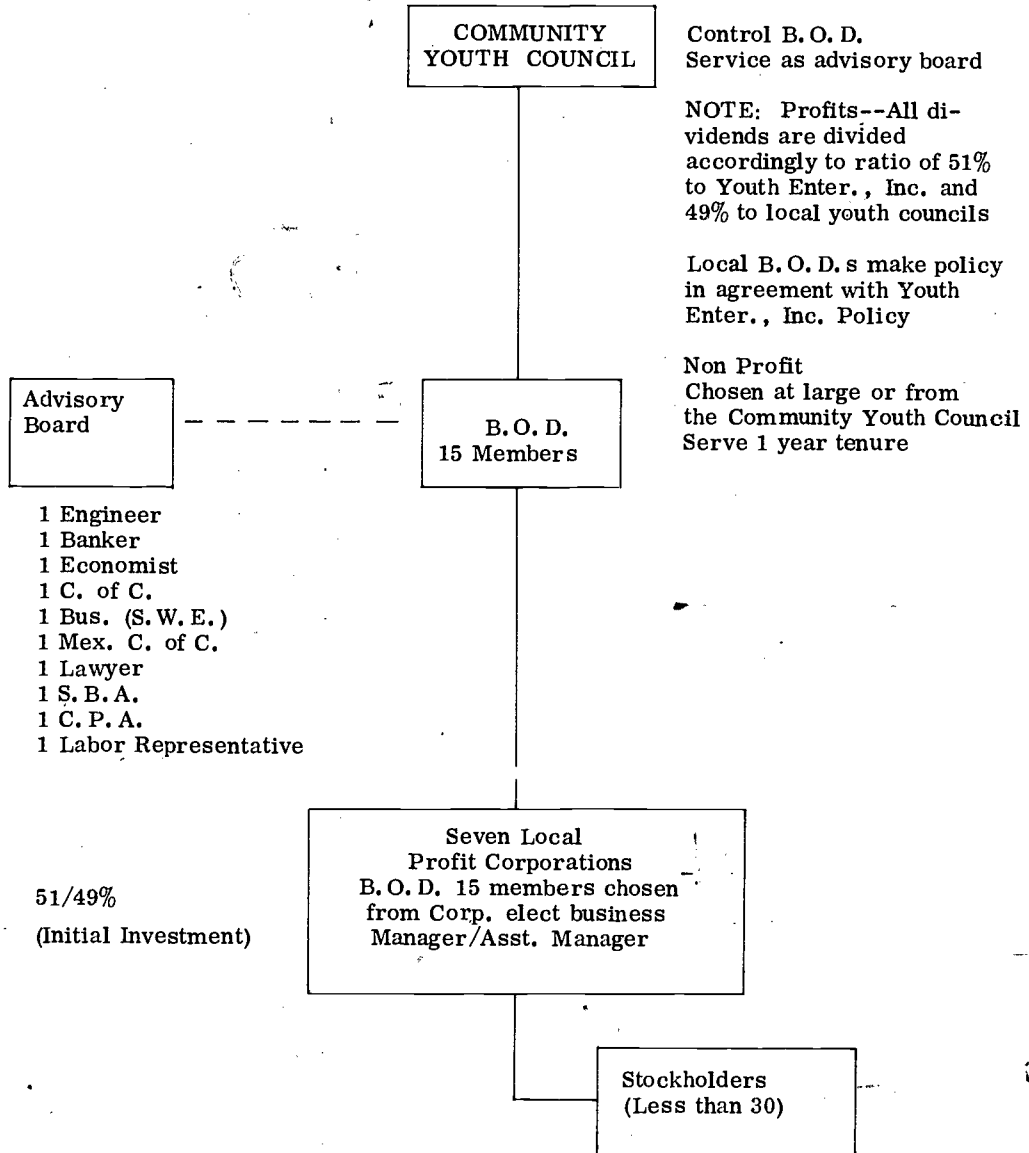 COMMUNITY
YOUTH COUNCIL
Control B.O.D.
Service as advisory board
NOTE: Profits--All di-
vidends are divided
accordingly to ratio of 51%
to Youth Enter., Inc. and
49% to local youth councils
Local B.O.D.s make policy
in agreement with Youth
Enter., Inc. Policy
Non Profit
Chosen at large or from
the Community Youth Council
Serve 1 year tenure
Advisory
Board
B.O.D.
15 Members
1 Engineer
1 Banker
1 Economist
1 C. of C.
1 Bus. (S.W.E.)
1 Mex. C. of C.
1 Lawyer
1 S.B.A.
1 C.P.A.
1 Labor Representative
51/49%
(Initial Investment)
Seven Local
Profit Corporations
B.O.D. 15 members chosen
from Corp. elect business
Manager/Asst. Manager
Stockholders
(Less than 30)